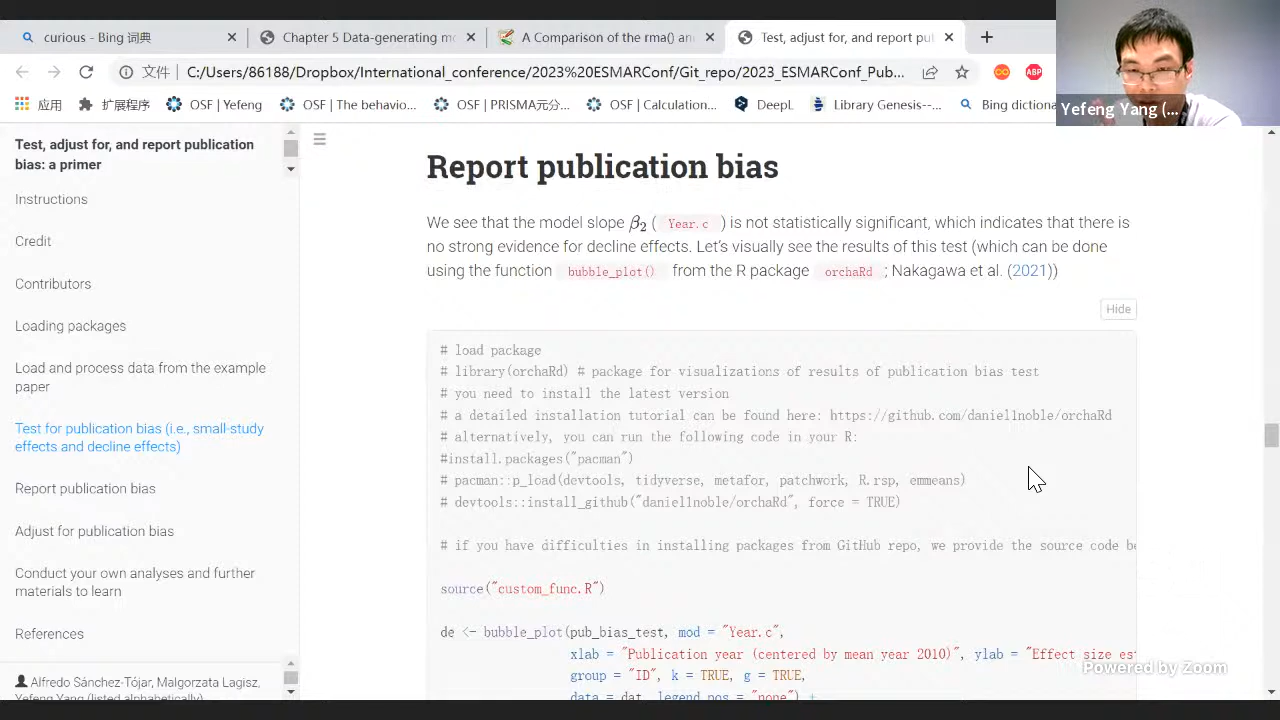 curious - Bing 词典
Chapter 5 Data-generating mo
A Comparison of the rma() an
Test, adjust for, and report pu
文件
C:/Users/86188/Dropbox/International_conference/2023%20ESMARConf/Git_repo/2023_ESMARConf_Pub...
ABP
应用
扩展程序
OSF | Yefeng
OSF | The behavio...
OSF | PRISMA元分...
OSF | Calculation...
DeepL
Library Genesis--...
Bing dictiona
Yefeng Yang (...
Test, adjust for, and report publication
bias: a primer
Instructions
Credit
Contributors
Loading packages
Load and process data from the example
paper
Test for publication bias (i.e., small-study
effects and decline effects)
Report publication bias
Adjust for publication bias
Conduct your own analyses and further
materials to learn
References
Alfredo Sánchez-Tójar, Malgorzata Lagisz,
Yefeng Yang (listed alphabetically)
Report publication bias
We see that the model slope β2 ( Year.c ) is not statistically significant, which indicates that there is
no strong evidence for decline effects. Let's visually see the results of this test (which can be done
using the function bubble_plot() from the R package orchaRd ; Nakagawa et al. (2021))
Hide
# load package
# library(orchaRd) # package for visualizations of results of publication bias test
# you need to install the latest version
# a detailed installation tutorial can be found here: https://github.com/daniel1noble/orchaRd
# alternatively, you can run the following code in your R:
#install.packages("pacman")
# pacman::p_load(devtools, tidyverse, metafor, patchwork, R.rsp, emmeans)
# devtools::install_github("daniel1noble/orchaRd", force = TRUE)
# if you have difficulties in installing packages from GitHub repo, we provide the source code be
source("custom_func.R")
de <- bubble_plot(pub_bias_test, mod = "Year.c",
xlab = "Publication year (centered by mean year 2010)", ylab = "Effect size es
group = "ID", k = TRUE, g = TRUE,
data = dat, legend.pos = "none") +
Powered by Zoom